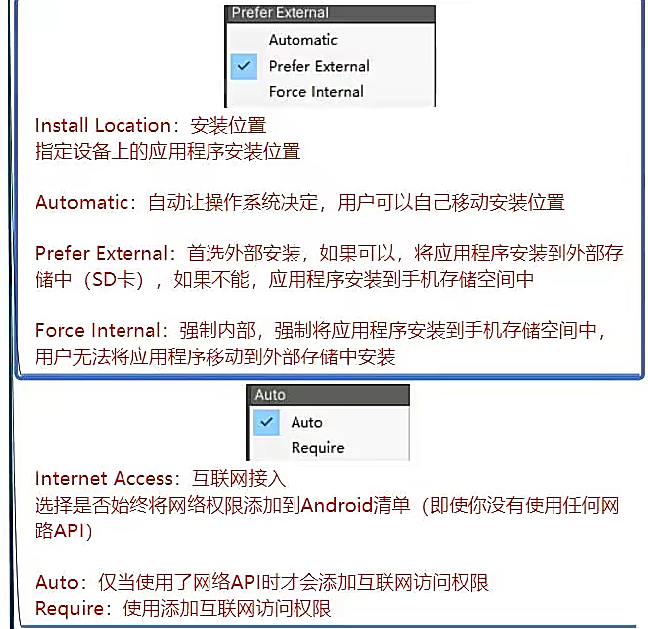 Prefer External
Automatic
Prefer External
Force Internal
Install Location：安装位置
指定设备上的应用程序安装位置
Automatic：自动让操作系统决定，用户可以自己移动安装位置
Prefer External：首选外部安装，如果可以，将应用程序安装到外部存
储中（SD卡），如果不能，应用程序安装到手机存储空间中
Force Internal：强制内部，强制将应用程序安装到手机存储空间中，
用户无法将应用程序移动到外部存储中安装
Auto
Auto
Require
Internet Access：互联网接入
选择是否始终将网络权限添加到Android清单（即使你没有使用任何网
路API）
Auto：仅当使用了网络API时才会添加互联网访问权限
Require：使用添加互联网访问权限